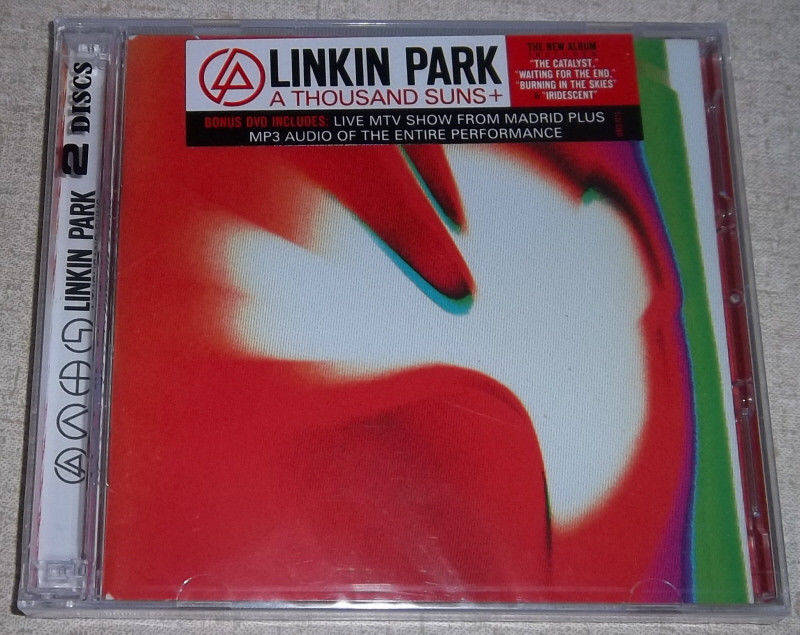 LINKIN PARK
A THOUSAND SUNS+
THE NEW ALBUM
"THE CATALYST,"
"WAITING FOR THE END,"
"BURNING IN THE SKIES"
& "IRIDESCENT"
BONUS DVD INCLUDES: LIVE MTV SHOW FROM MADRID PLUS
MP3 AUDIO OF THE ENTIRE PERFORMANCE
LINKIN PARK 2 DISCS